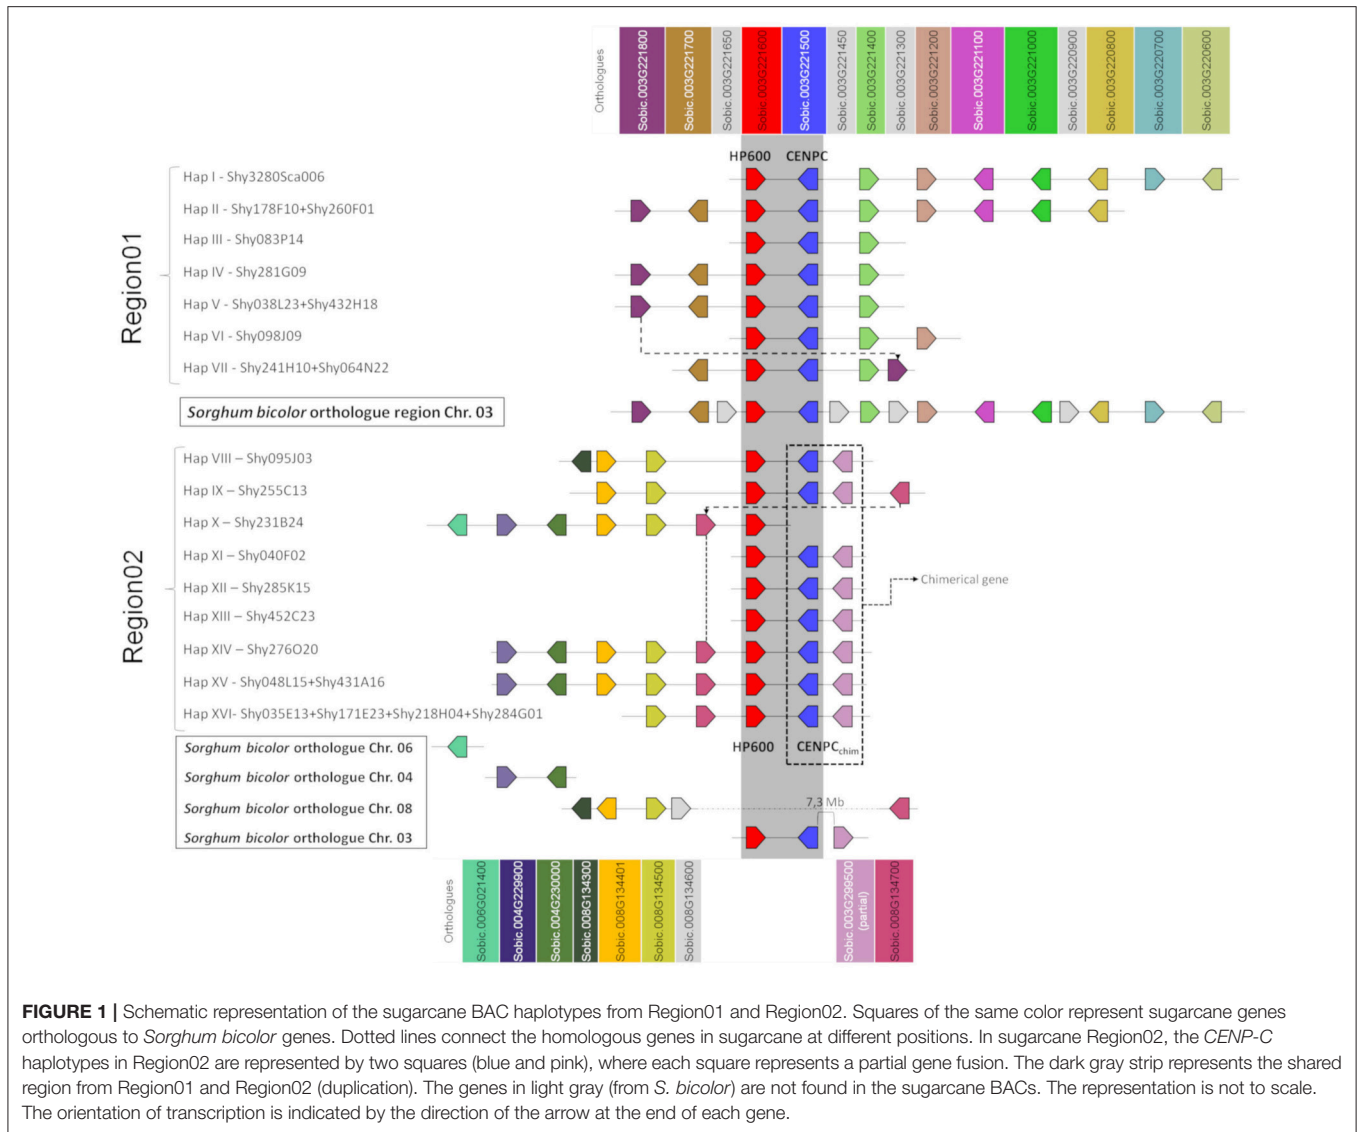 Orthologues
Sobic.003G221800
Sobic.003G221700
Sobic.003G221650
Sobic.003G221600
Sobic.003G221500
Sobic.003G221450
Sobic.003G221400
Sobic.003G221300
Sobic.003G221200
Sobic.003G221100
Sobic.003G221000
Sobic.003G220900
Sobic.003G220800
Sobic.003G220700
Sobic.003G220600
HP600 CENPC
Region01
Hap I - Shy3280Sca006
Hap II - Shy178F10+Shy260F01
Hap III - Shy083P14
Hap IV - Shy281G09
Hap V - Shy038L23+Shy432H18
Hap VI - Shy098J09
Hap VII - Shy241H10+Shy064N22
Sorghum bicolor orthologue region Chr. 03
Region02
Hap VIII – Shy095J03
Hap IX – Shy255C13
Hap X – Shy231B24
Hap XI – Shy040F02
Hap XII – Shy285K15
Hap XIII – Shy452C23
Hap XIV – Shy276O20
Hap XV - Shy048L15+Shy431A16
Hap XVI- Shy035E13+Shy171E23+Shy218H04+Shy284G01
Chimerical gene
HP600 CENPCchim
Sorghum bicolor orthologue Chr. 06
Sorghum bicolor orthologue Chr. 04
Sorghum bicolor orthologue Chr. 08
7,3 Mb
Sorghum bicolor orthologue Chr. 03
Orthologues
Sobic.006G021400
Sobic.004G229900
Sobic.004G230000
Sobic.008G134300
Sobic.008G134401
Sobic.008G134500
Sobic.008G134600
Sobic.003G299500
(partial)
Sobic.008G134700
FIGURE 1 | Schematic representation of the sugarcane BAC haplotypes from Region01 and Region02. Squares of the same color represent sugarcane genes
orthologous to Sorghum bicolor genes. Dotted lines connect the homologous genes in sugarcane at different positions. In sugarcane Region02, the CENP-C
haplotypes in Region02 are represented by two squares (blue and pink), where each square represents a partial gene fusion. The dark gray strip represents the shared
region from Region01 and Region02 (duplication). The genes in light gray (from S. bicolor) are not found in the sugarcane BACs. The representation is not to scale.
The orientation of transcription is indicated by the direction of the arrow at the end of each gene.